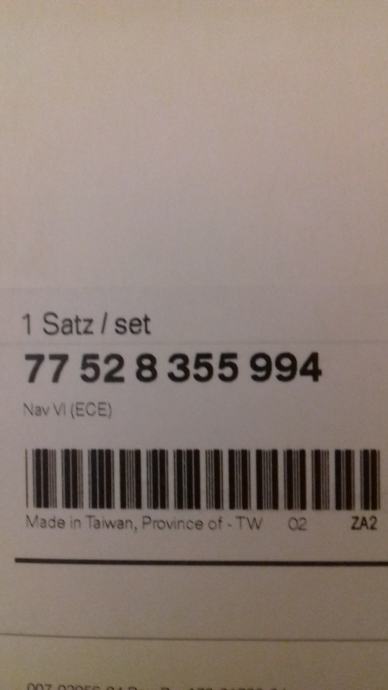 1 Satz / set
77 52 8 355 994
Nav VI (ECE)
Made in Taiwan, Province of - TW 02 ZA2